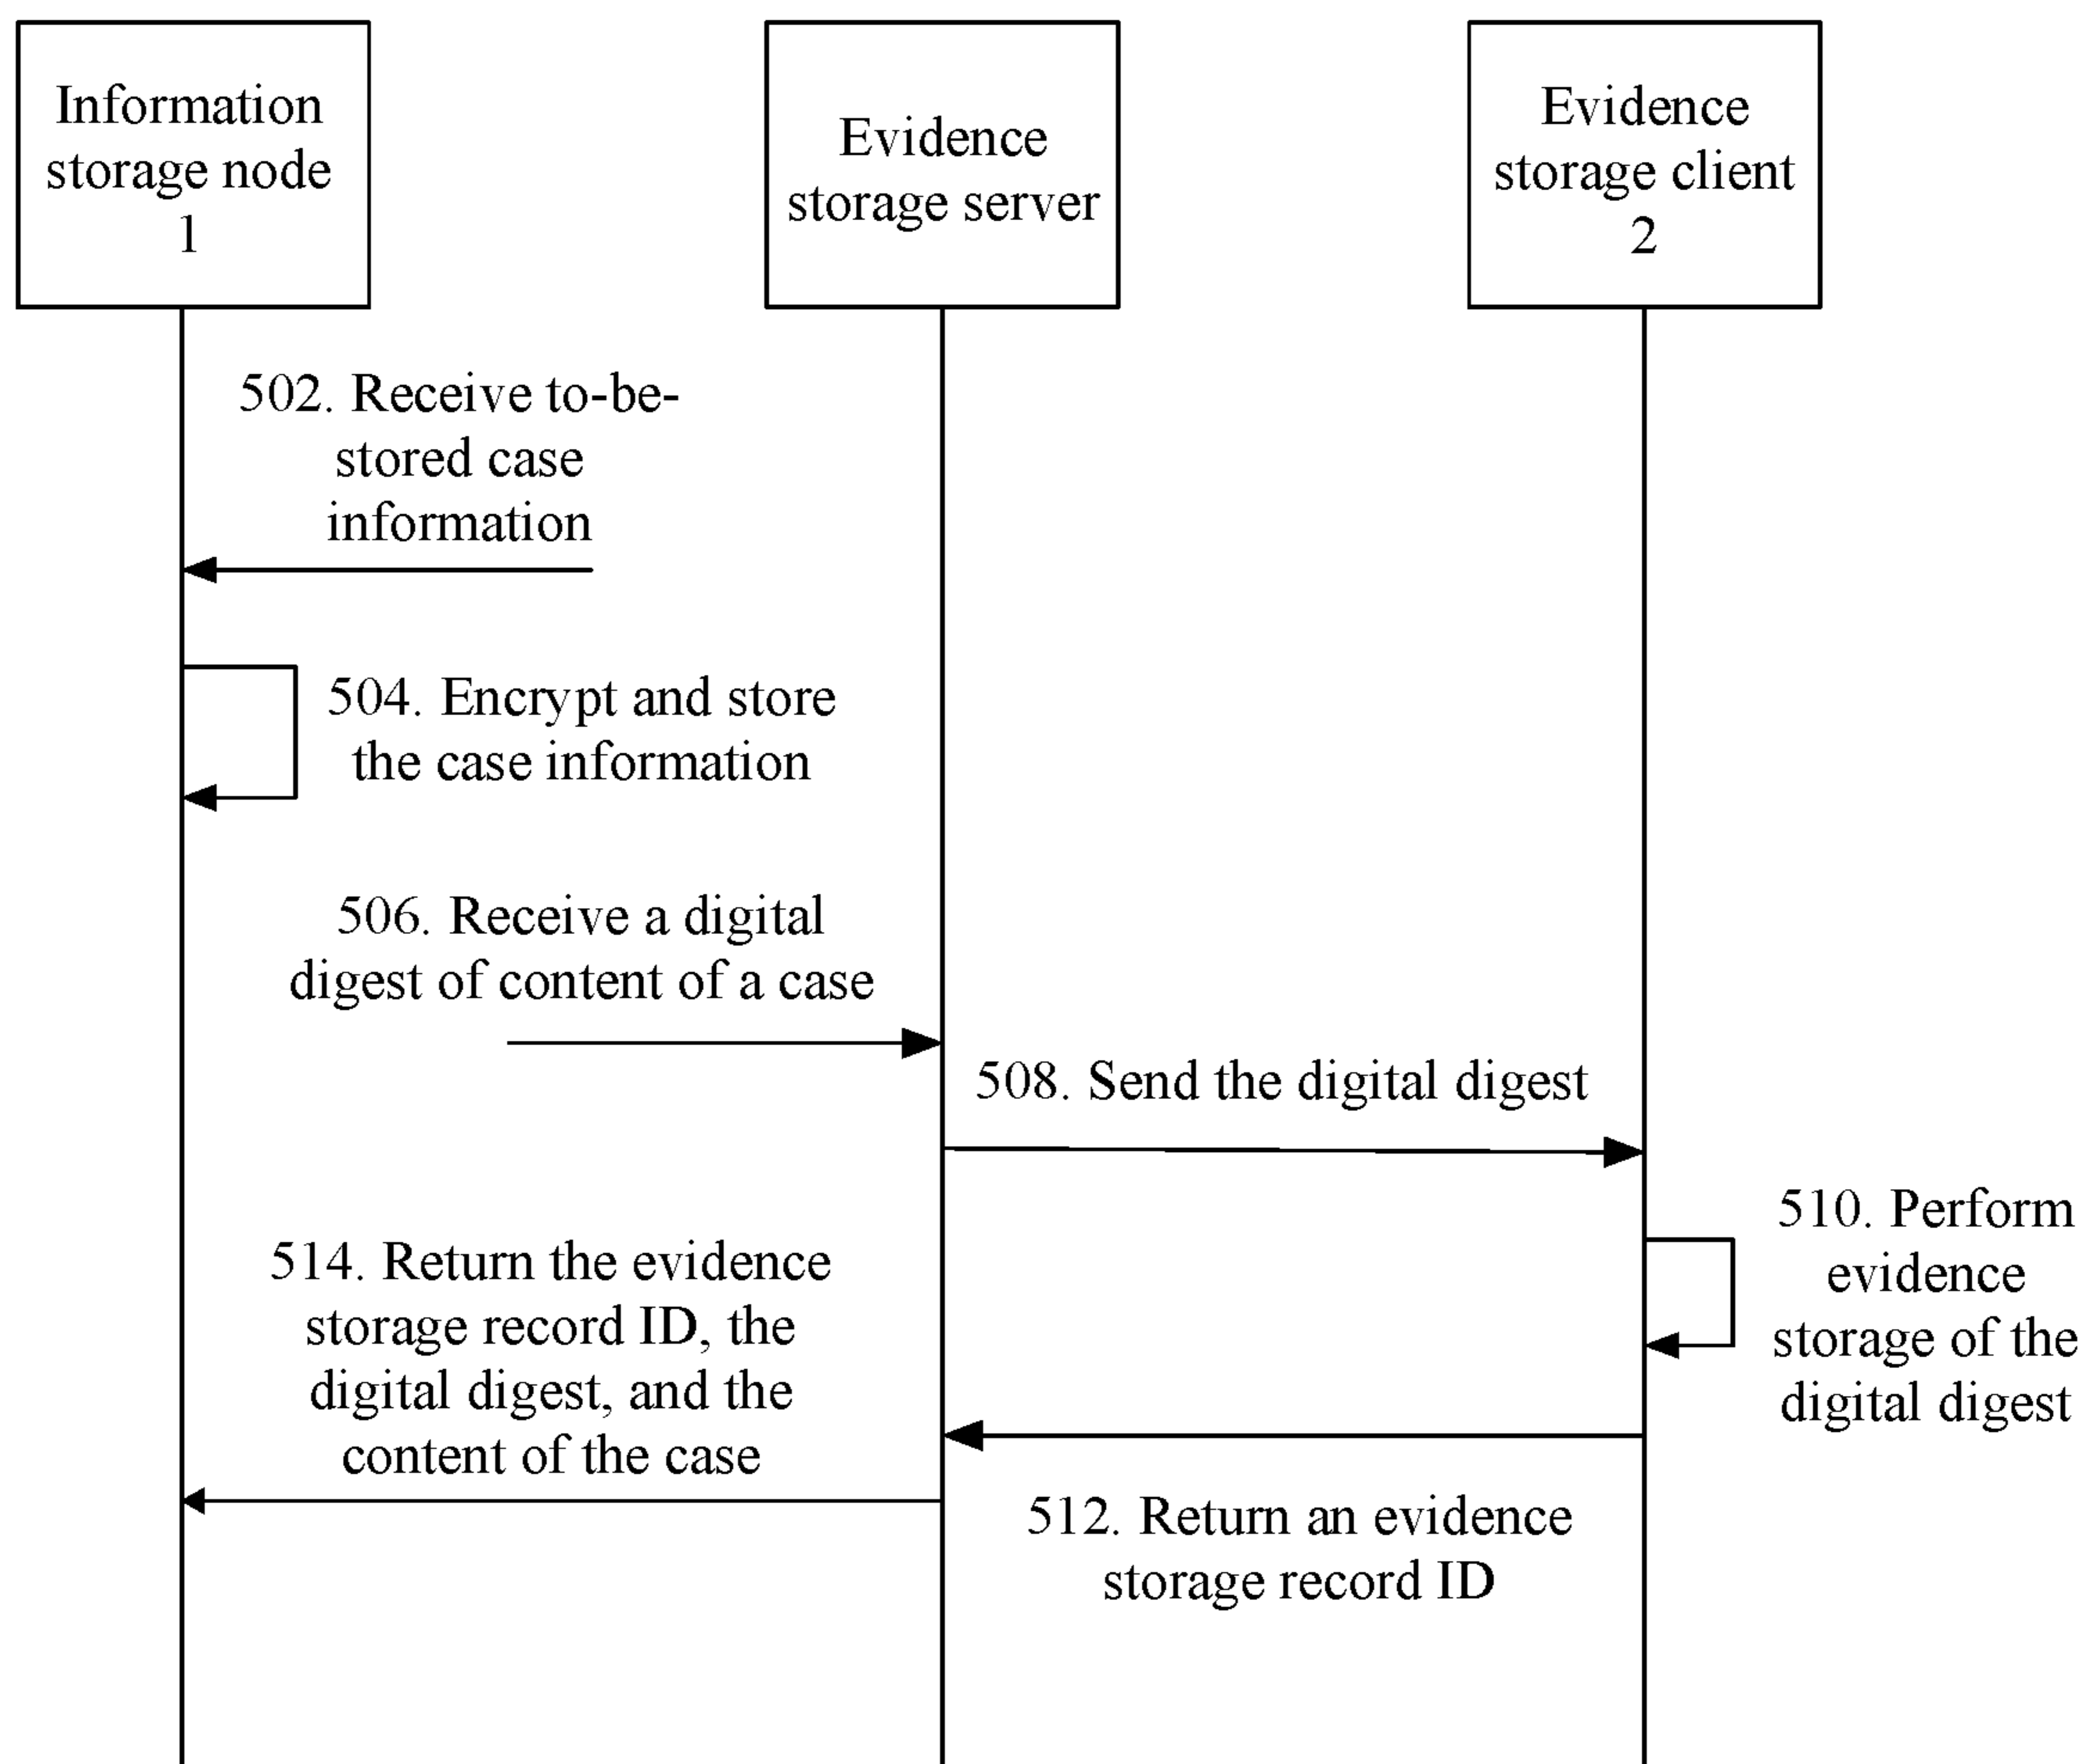 Information
storage node
1
Evidence
storage server
Evidence
storage client
2
502. Receive to-be-
stored case
information
504. Encrypt and store
the case information
506. Receive a digital
digest of content of a case
508. Send the digital digest
510. Perform
evidence
storage of the
digital digest
514. Return the evidence
storage record ID, the
digital digest, and the
content of the case
512. Return an evidence
storage record ID